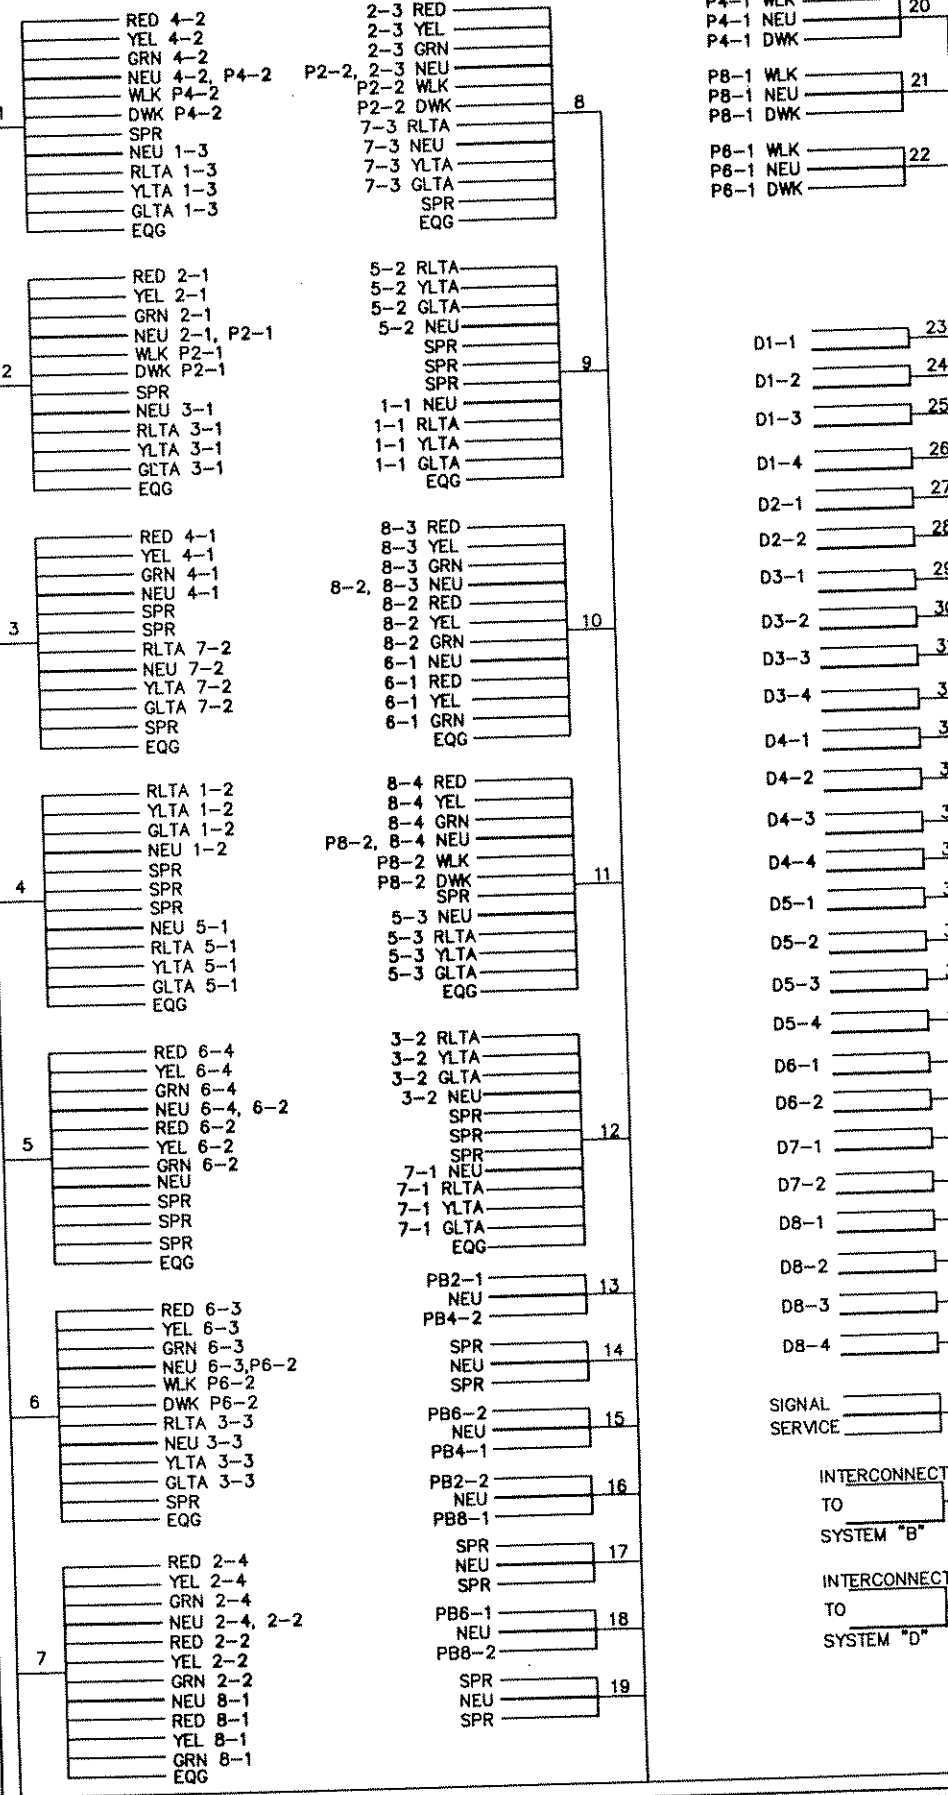 1
RED 4-2
YEL 4-2
GRN 4-2
NEU 4-2, P4-2
WLK P4-2
DWK P4-2
SPR
NEU 1-3
RLTA 1-3
YLTA 1-3
GLTA 1-3
EQG
2
RED 2-1
YEL 2-1
GRN 2-1
NEU 2-1, P2-1
WLK P2-1
DWK P2-1
SPR
NEU 3-1
RLTA 3-1
YLTA 3-1
GLTA 3-1
EQG
3
RED 4-1
YEL 4-1
GRN 4-1
NEU 4-1
SPR
SPR
RLTA 7-2
NEU 7-2
YLTA 7-2
GLTA 7-2
SPR
EQG
4
RLTA 1-2
YLTA 1-2
GLTA 1-2
NEU 1-2
SPR
SPR
SPR
NEU 5-1
RLTA 5-1
YLTA 5-1
GLTA 5-1
EQG
5
RED 6-4
YEL 6-4
GRN 6-4
NEU 6-4, 6-2
RED 6-2
YEL 6-2
GRN 6-2
NEU
SPR
SPR
SPR
EQG
6
RED 6-3
YEL 6-3
GRN 6-3
NEU 6-3,P6-2
WLK P6-2
DWK P6-2
RLTA 3-3
NEU 3-3
YLTA 3-3
GLTA 3-3
SPR
EQG
7
RED 2-4
YEL 2-4
GRN 2-4
NEU 2-4, 2-2
RED 2-2
YEL 2-2
GRN 2-2
NEU 8-1
RED 8-1
YEL 8-1
GRN 8-1
EQG
2-3 RED
2-3 YEL
2-3 GRN
P2-2, 2-3 NEU
P2-2 WLK
P2-2 DWK
7-3 RLTA
7-3 NEU
7-3 YLTA
7-3 GLTA
SPR
EQG
8
5-2 RLTA
5-2 YLTA
5-2 GLTA
5-2 NEU
SPR
SPR
SPR
1-1 NEU
1-1 RLTA
1-1 YLTA
1-1 GLTA
EQG
9
8-3 RED
8-3 YEL
8-3 GRN
8-2, 8-3 NEU
8-2 RED
8-2 YEL
8-2 GRN
6-1 NEU
6-1 RED
6-1 YEL
6-1 GRN
EQG
10
8-4 RED
8-4 YEL
8-4 GRN
P8-2, 8-4 NEU
P8-2 WLK
P8-2 DWK
SPR
5-3 NEU
5-3 RLTA
5-3 YLTA
5-3 GLTA
EQG
11
3-2 RLTA
3-2 YLTA
3-2 GLTA
3-2 NEU
SPR
SPR
SPR
7-1 NEU
7-1 RLTA
7-1 YLTA
7-1 GLTA
EQG
12
PB2-1
NEU
PB4-2
13
SPR
NEU
SPR
14
PB6-2
NEU
PB4-1
15
PB2-2
NEU
PB8-1
16
SPR
NEU
SPR
17
PB6-1
NEU
PB8-2
18
SPR
NEU
SPR
19
P4-1 WLK
P4-1 NEU
P4-1 DWK
20
P8-1 WLK
P8-1 NEU
P8-1 DWK
21
P6-1 WLK
P6-1 NEU
P6-1 DWK
22
D1-1 23
D1-2 24
D1-3 25
D1-4 26
D2-1 27
D2-2 28
D3-1 29
D3-2 30
D3-3
D3-4
D4-1
D4-2
D4-3
D4-4
D5-1
D5-2
D5-3
D5-4
D6-1
D6-2
D7-1
D7-2
D8-1
D8-2
D8-3
D8-4
SIGNAL
SERVICE
INTERCONNECT
TO
SYSTEM "B"
INTERCONNECT
TO
SYSTEM "D"